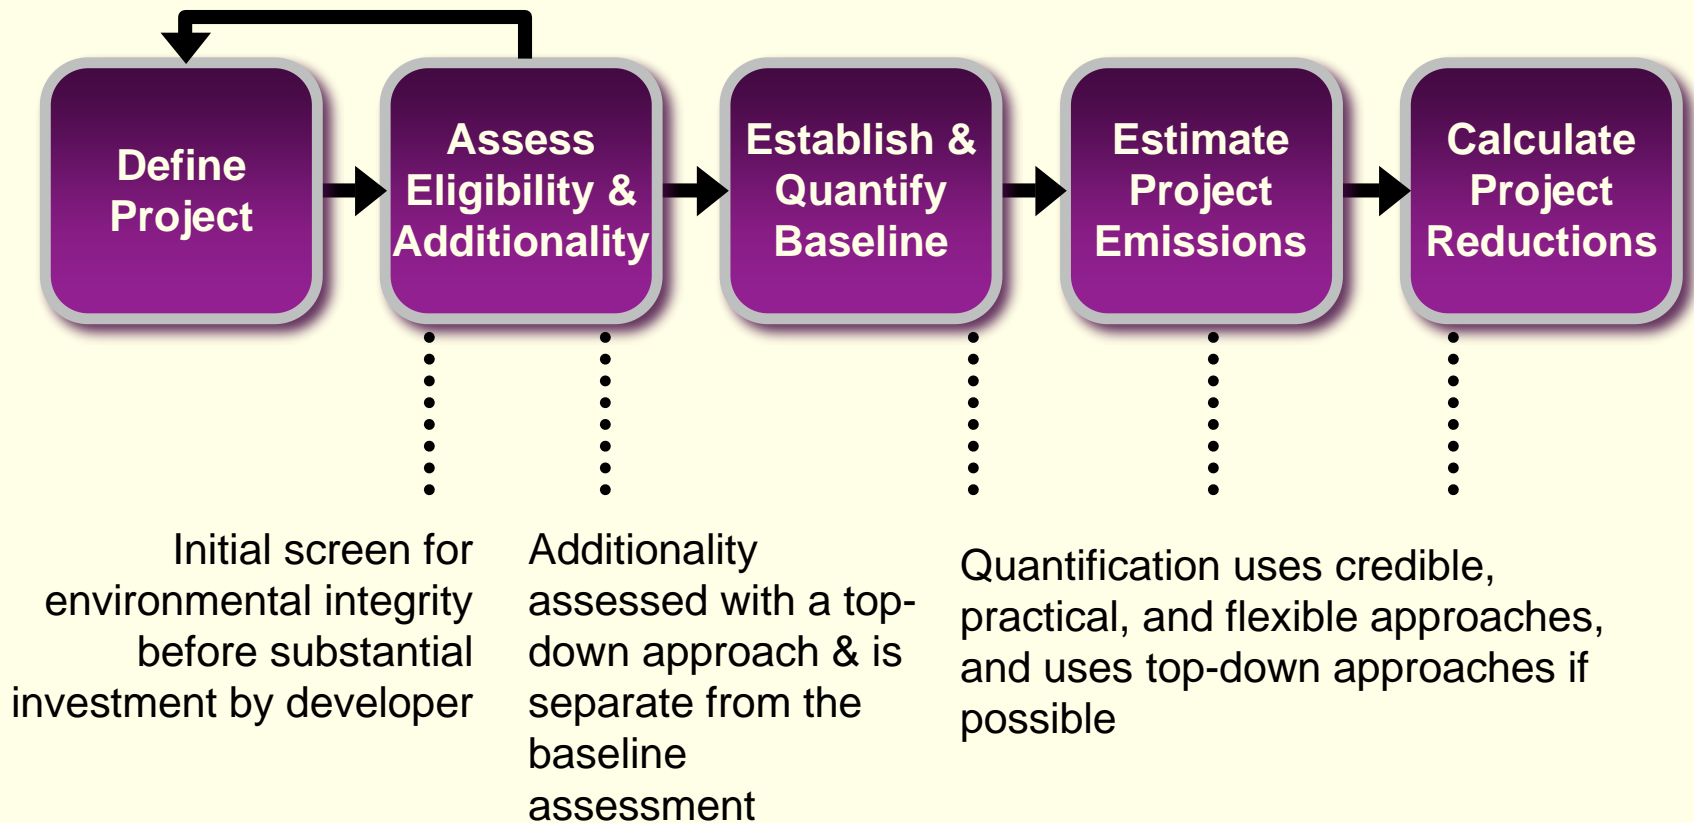 Define
Project
Assess
Eligibility &
Additionality
Establish &
Quantify
Baseline
Estimate
Project
Emissions
Calculate
Project
Reductions
Initial screen for
environmental integrity
before substantial
investment by developer
Additionality
assessed with a top-
down approach & is
separate from the
baseline
assessment
Quantification uses credible,
practical, and flexible approaches,
and uses top-down approaches if
possible